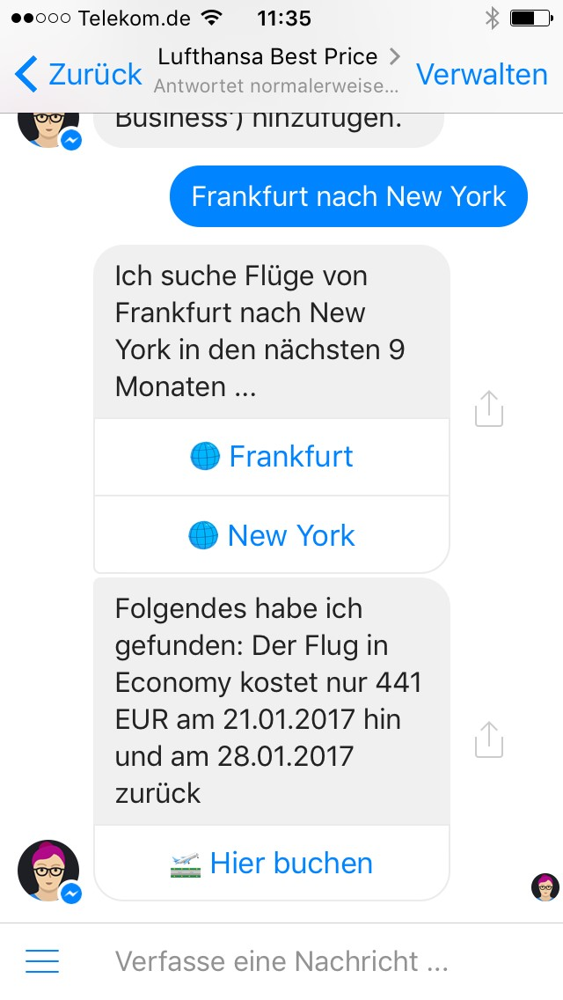 Telekom.de 11:35
Zurück Lufthansa Best Price Verwalten
Antwortet normalerweise...
Business') hinzufügen.
Frankfurt nach New York
Ich suche Flüge von
Frankfurt nach New
York in den nächsten 9
Monaten ...
Frankfurt
New York
Folgendes habe ich
gefunden: Der Flug in
Economy kostet nur 441
EUR am 21.01.2017 hin
und am 28.01.2017
zurück
Hier buchen
Verfasse eine Nachricht ...